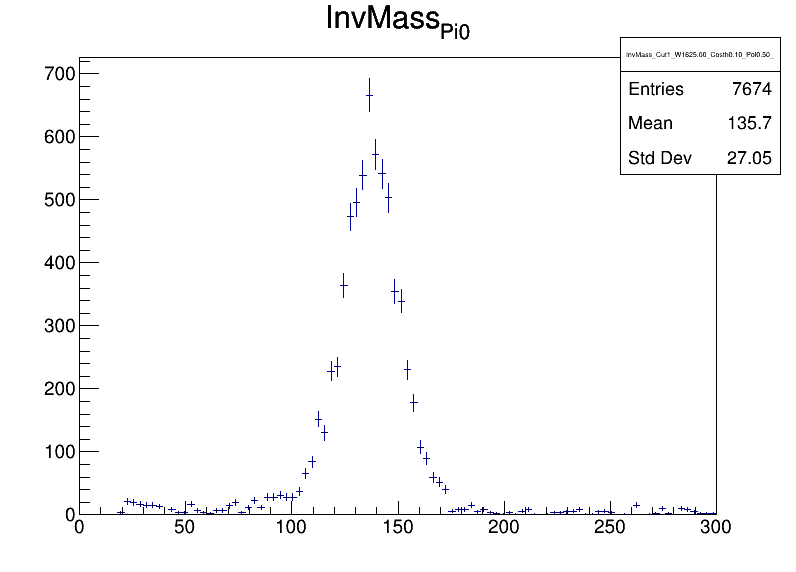 InvMass_Pi0
InvMass_Cut1_W1625.00_Costh0.10_Pol0.50_
Entries 7674
Mean 135.7
Std Dev 27.05
700
600
500
400
300
200
100
0
0 50 100 150 200 250 300